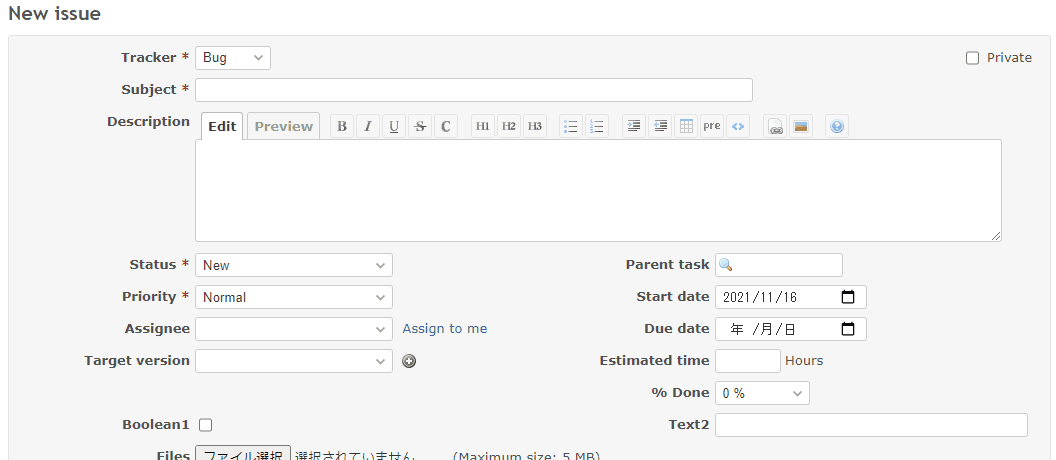 New issue
Tracker * Bug Private
Subject *
Description Edit Preview B I U S C H1 H2 H3 pre <>
Status * New Parent task
Priority * Normal Start date 2021/11/16
Assignee Assign to me Due date 年 /月/日
Target version Estimated time Hours
% Done 0 %
Boolean1 Text2
Files ファイル選択 選択されていません (Maximum size: 5 MB)